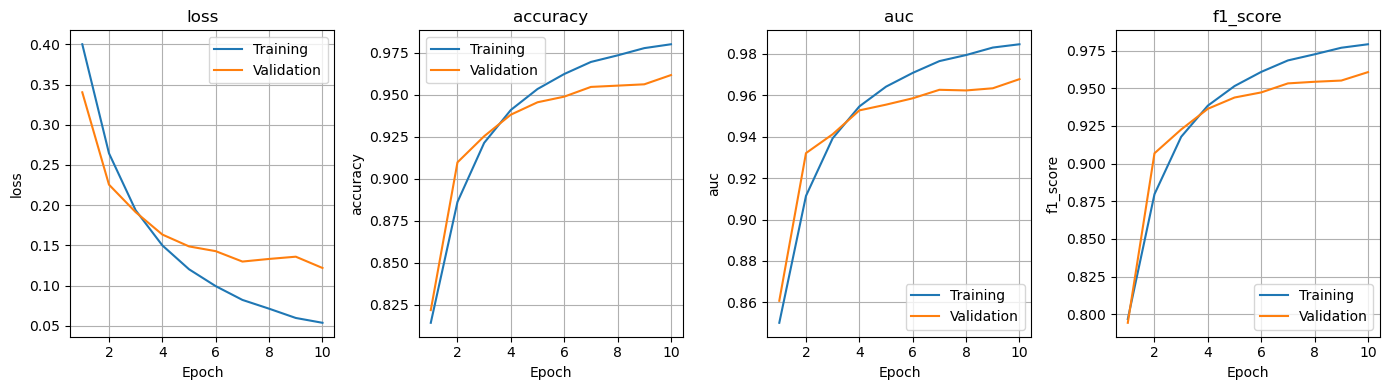 loss
loss
0.40
0.35
0.30
0.25
0.20
0.15
0.10
0.05
2 4 6 8 10
Epoch
Training
Validation
accuracy
accuracy
0.975
0.950
0.925
0.900
0.875
0.850
0.825
2 4 6 8 10
Epoch
Training
Validation
auc
auc
0.98
0.96
0.94
0.92
0.90
0.88
0.86
2 4 6 8 10
Epoch
Training
Validation
f1_score
f1_score
0.975
0.950
0.925
0.900
0.875
0.850
0.825
0.800
2 4 6 8 10
Epoch
Training
Validation